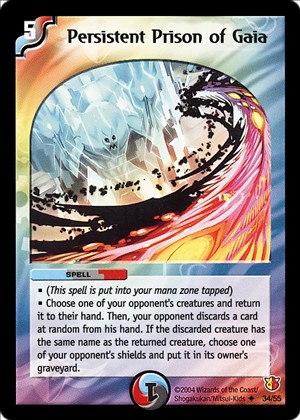 5
Persistent Prison of Gaia
SPELL
▪ (This spell is put into your mana zone tapped)
▪ Choose one of your opponent's creatures and return
it to their hand. Then, your opponent discards a card
at random from his hand. If the discarded creature has
the same name as the returned creature, choose one
of your opponent's shields and put it in its owner's
graveyard.
©2004 Wizards of the Coast/
Shogakukan/Mitsui-Kids ♦ 34/55